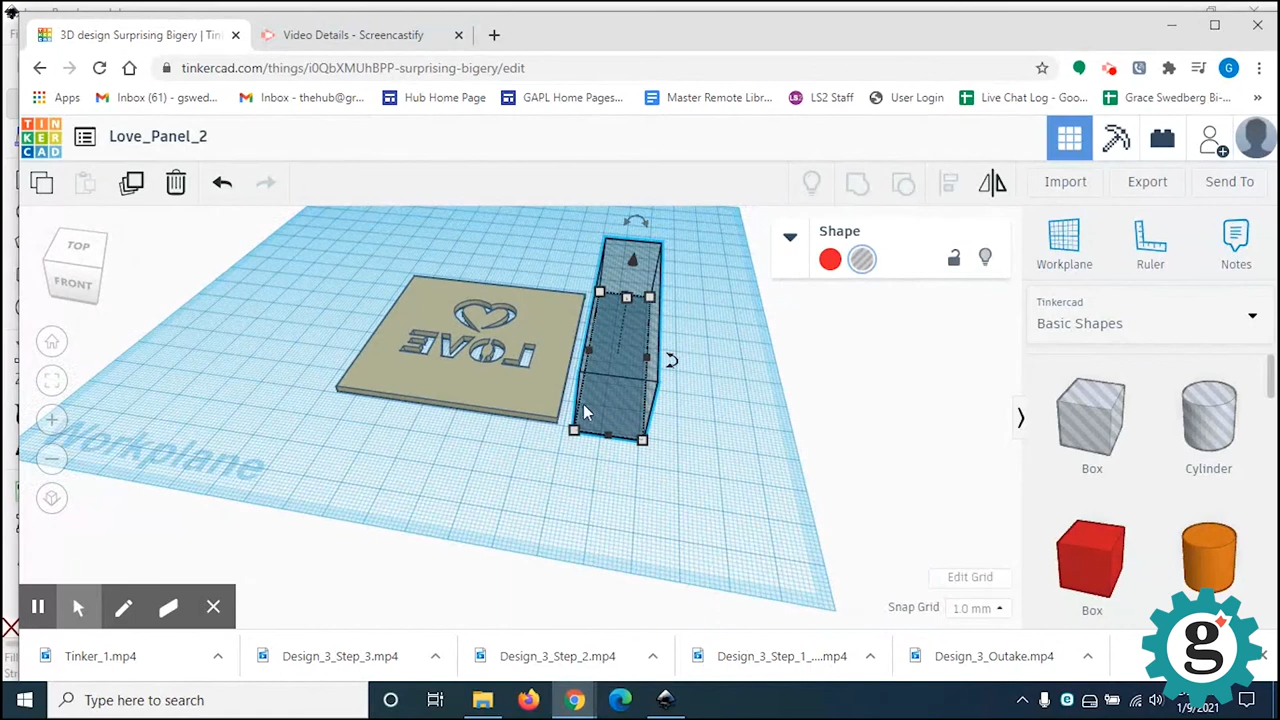 3D design Surprising Bigery | Tin
Video Details - Screencastify
tinkercad.com/things/i0QbXMUhBPP-surprising-bigery/edit
G
Apps
Inbox (61) - gswed...
Inbox - thehub@gr...
Hub Home Page
GAPL Home Pages...
Master Remote Libr...
LS2
LS2 Staff
User Login
Live Chat Log - Goo...
Grace Swedberg Bi-...
»
TIN
KER
CAD
Love_Panel_2
Import
Export
Send To
TOP
FRONT
Shape
Workplane
Ruler
Notes
Tinkercad
Basic Shapes
LOVE
Workplane
Box
Cylinder
Box
Edit Grid
Snap Grid
1.0 mm
g
Tinker_1.mp4
Design_3_Step_3.mp4
Design_3_Step_2.mp4
Design_3_Step_1_....mp4
Design_3_Outake.mp4
Type here to search
1/9/2021